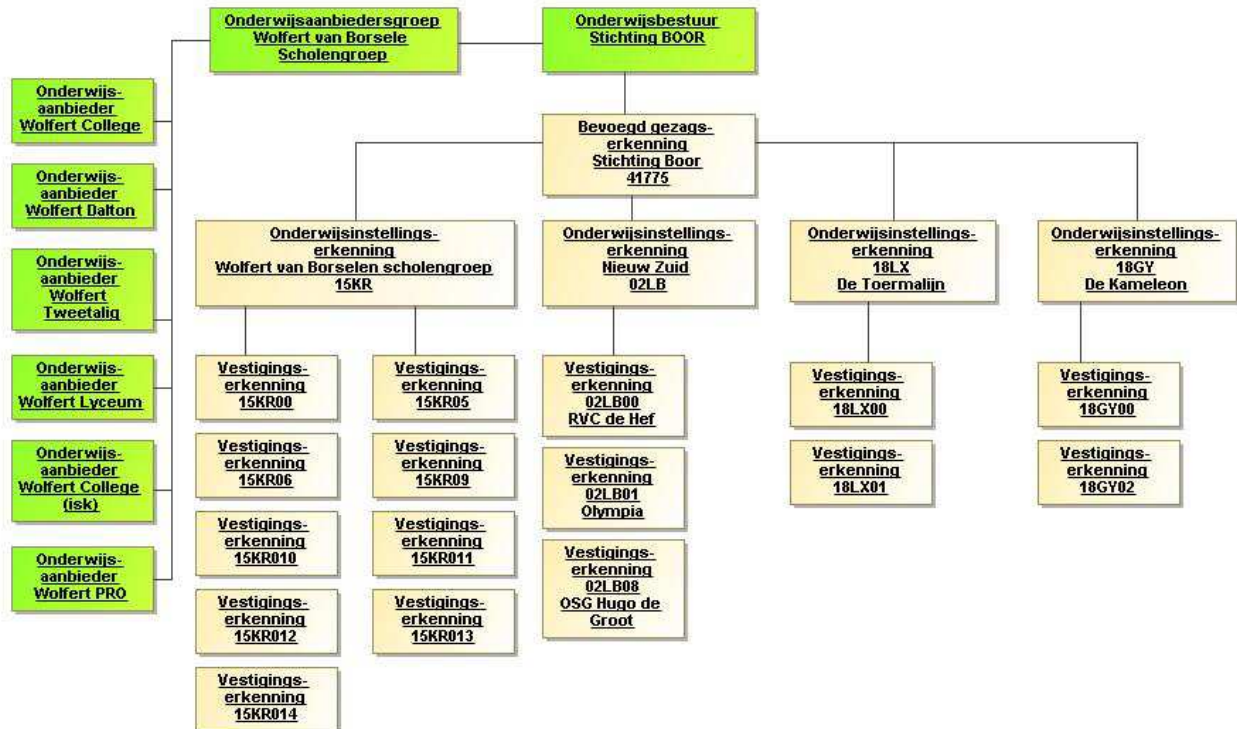 Onderwijsaanbiedersgroep
Wolfert van Borsele
Scholengroep
Onderwijsbestuur
Stichting BOOR
Onderwijs-
aanbieder
Wolfert College
Onderwijs-
aanbieder
Wolfert Dalton
Onderwijs-
aanbieder
Wolfert
Tweetalig
Onderwijs-
aanbieder
Wolfert Lyceum
Onderwijs-
aanbieder
Wolfert College
(isk)
Onderwijs-
aanbieder
Wolfert PRO
Bevoegd gezags-
erkenning
Stichting Boor
41775
Onderwijsinstellings-
erkenning
Wolfert van Borselen scholengroep
15KR
Onderwijsinstellings-
erkenning
Nieuw Zuid
02LB
Onderwijsinstellings-
erkenning
18LX
De Toermalijn
Onderwijsinstellings-
erkenning
18GY
De Kameleon
Vestigings-
erkenning
15KR00
Vestigings-
erkenning
15KR05
Vestigings-
erkenning
15KR06
Vestigings-
erkenning
15KR09
Vestigings-
erkenning
15KR010
Vestigings-
erkenning
15KR011
Vestigings-
erkenning
15KR012
Vestigings-
erkenning
15KR013
Vestigings-
erkenning
15KR014
Vestigings-
erkenning
02LB00
RVC de Hef
Vestigings-
erkenning
02LB01
Olympia
Vestigings-
erkenning
02LB08
OSG Hugo de
Groot
Vestigings-
erkenning
18LX00
Vestigings-
erkenning
18LX01
Vestigings-
erkenning
18GY00
Vestigings-
erkenning
18GY02